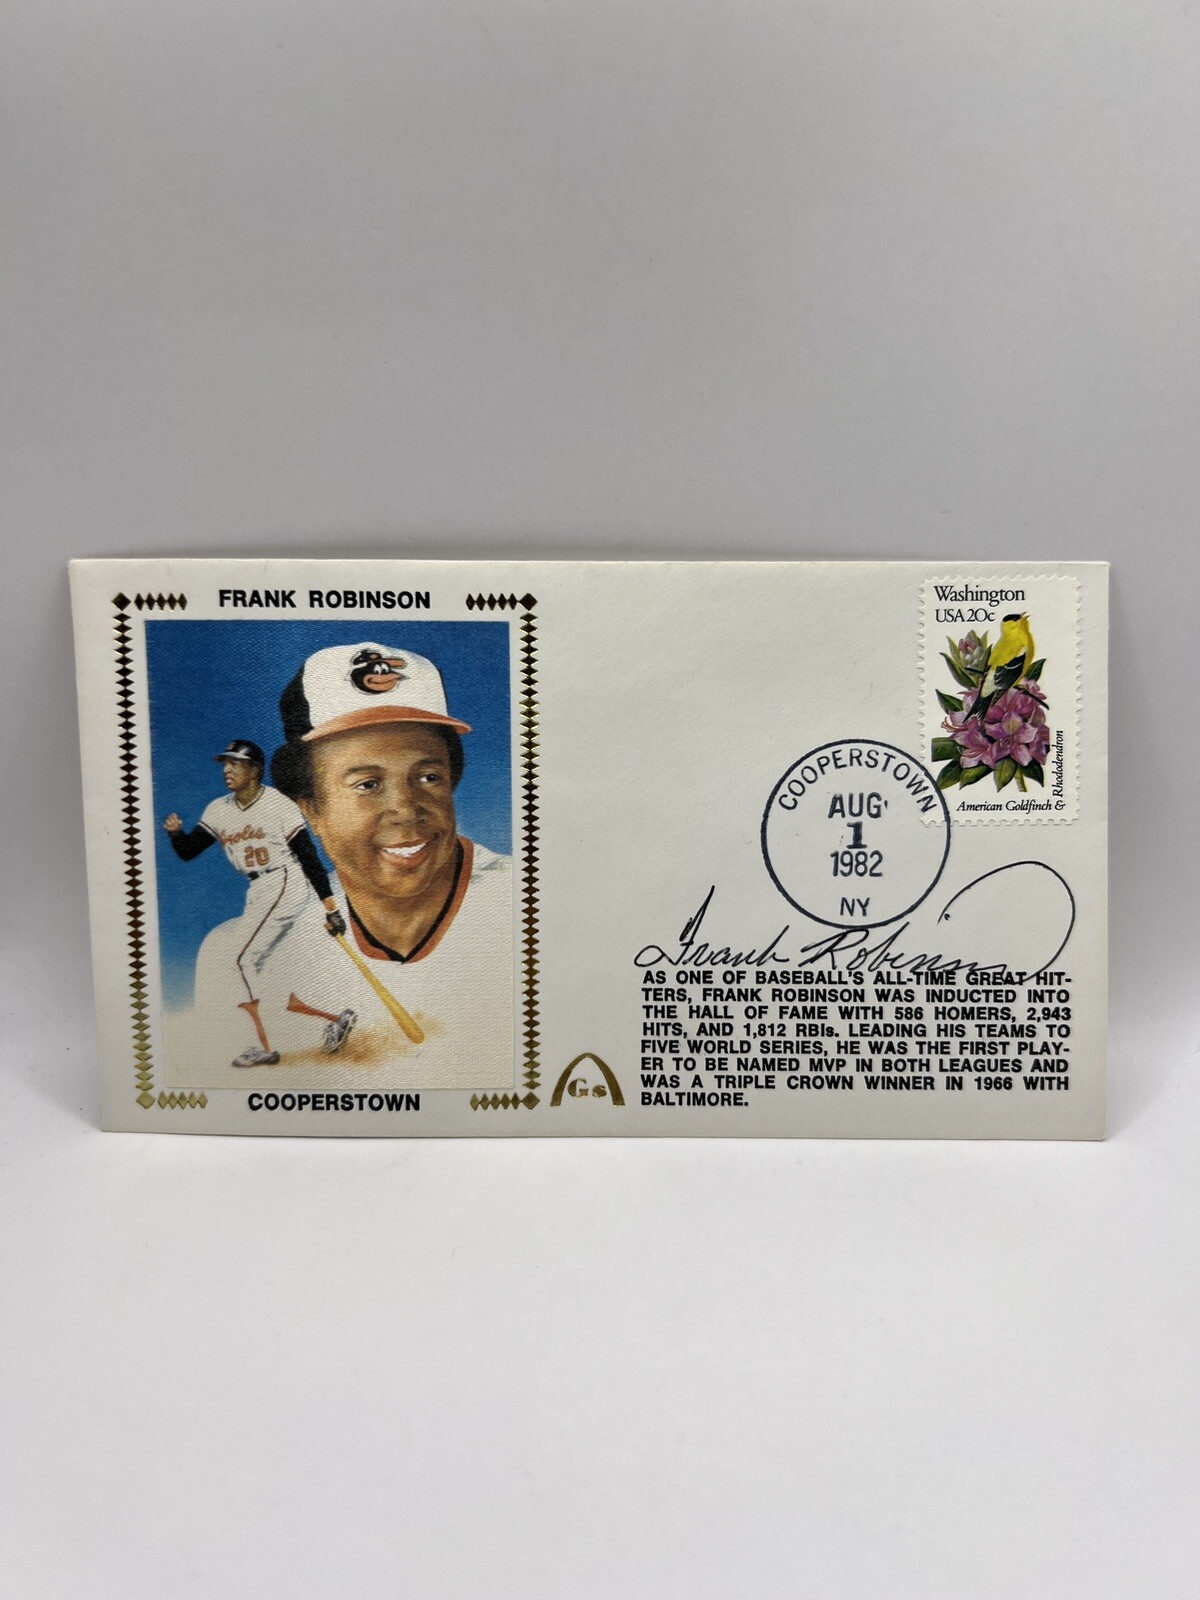 FRANK ROBINSON
Orioles
20
COOPERSTOWN
Washington
USA 20c
American Goldfinch &
Rhododendron
COOPERSTOWN
AUG
1
1982
NY
Frank Robinson
AS ONE OF BASEBALL'S ALL-TIME GREAT HIT-
TERS, FRANK ROBINSON WAS INDUCTED INTO
THE HALL OF FAME WITH 586 HOMERS, 2,943
HITS, AND 1,812 RBIs. LEADING HIS TEAMS TO
FIVE WORLD SERIES, HE WAS THE FIRST PLAY-
ER TO BE NAMED MVP IN BOTH LEAGUES AND
WAS A TRIPLE CROWN WINNER IN 1966 WITH
BALTIMORE.
Gs